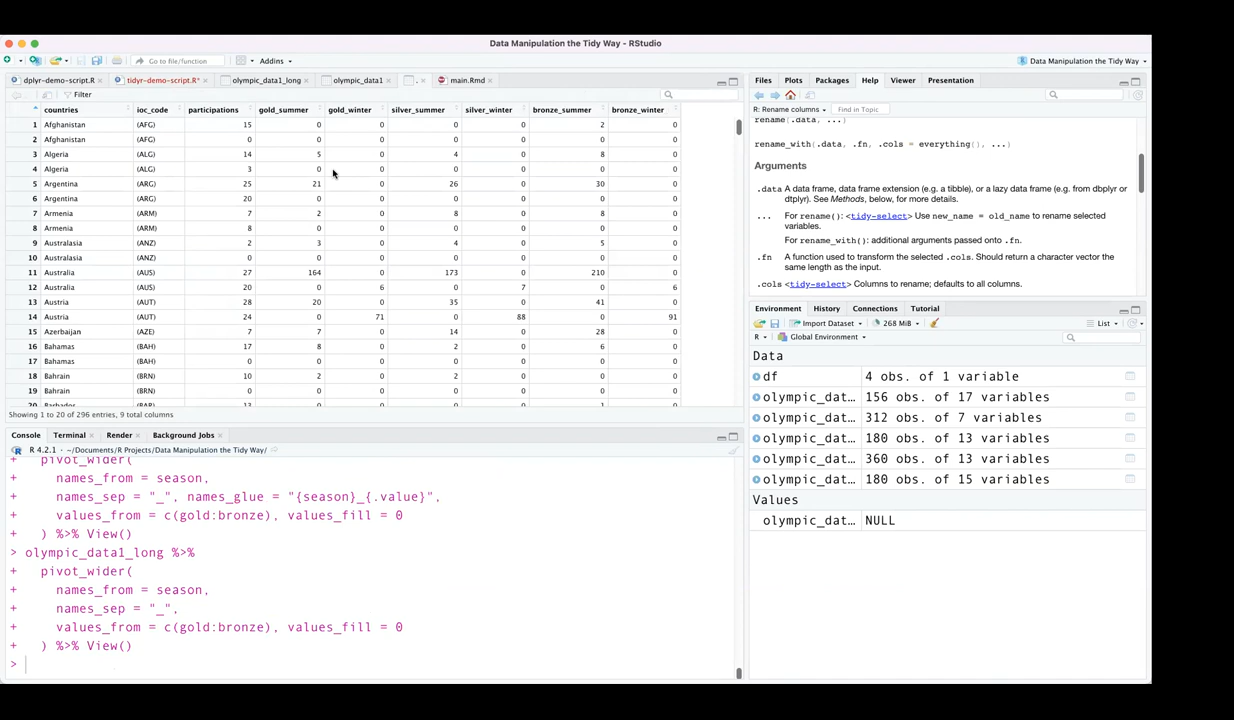 Data Manipulation the Tidy Way - RStudio
Go to file/function Addins Data Manipulation the Tidy Way
dplyr-demo-script.R tidyr-demo-script.R* olympic_data1_long olympic_data1 . main.Rmd
Filter
countries ioc_code participations gold_summer gold_winter silver_summer silver_winter bronze_summer bronze_winter
1 Afghanistan (AFG) 15 0 0 0 0 2 0
2 Afghanistan (AFG) 0 0 0 0 0 0 0
3 Algeria (ALG) 14 5 0 4 0 8 0
4 Algeria (ALG) 3 0 0 0 0 0 0
5 Argentina (ARG) 25 21 0 26 0 30 0
6 Argentina (ARG) 20 0 0 0 0 0 0
7 Armenia (ARM) 7 2 0 8 0 8 0
8 Armenia (ARM) 8 0 0 0 0 0 0
9 Australasia (ANZ) 2 3 0 4 0 5 0
10 Australasia (ANZ) 0 0 0 0 0 0 0
11 Australia (AUS) 27 164 0 173 0 210 0
12 Australia (AUS) 20 0 6 0 7 0 6
13 Austria (AUT) 28 20 0 35 0 41 0
14 Austria (AUT) 24 0 71 0 88 0 91
15 Azerbaijan (AZE) 7 7 0 14 0 28 0
16 Bahamas (BAH) 17 8 0 2 0 6 0
17 Bahamas (BAH) 0 0 0 0 0 0 0
18 Bahrain (BRN) 10 2 0 2 0 0 0
19 Bahrain (BRN) 0 0 0 0 0 0 0
20 Barbados (BAR) 13 0 0 0 0 1 0
Showing 1 to 20 of 296 entries, 9 total columns
Console Terminal Render Background Jobs
R 4.2.1 · ~/Documents/R Projects/Data Manipulation the Tidy Way/
+   pivot_wider(
+     names_from = season,
+     names_sep = "_", names_glue = "{season}_{.value}",
+     values_from = c(gold:bronze), values_fill = 0
+   ) %>% View()
> olympic_data1_long %>%
+   pivot_wider(
+     names_from = season,
+     names_sep = "_",
+     values_from = c(gold:bronze), values_fill = 0
+   ) %>% View()
>
Files Plots Packages Help Viewer Presentation
R: Rename columns Find in Topic
rename(.data, ...)
rename_with(.data, .fn, .cols = everything(), ...)
Arguments
.data A data frame, data frame extension (e.g. a tibble), or a lazy data frame (e.g. from dbplyr or
dtplyr). See Methods, below, for more details.
... For rename(): <tidy-select> Use new_name = old_name to rename selected
variables.
For rename_with(): additional arguments passed onto .fn.
.fn A function used to transform the selected .cols. Should return a character vector the
same length as the input.
.cols <tidy-select> Columns to rename; defaults to all columns.
Environment History Connections Tutorial
Import Dataset 268 MiB List
R Global Environment
Data
df 4 obs. of 1 variable
olympic_dat… 156 obs. of 17 variables
olympic_dat… 312 obs. of 7 variables
olympic_dat… 180 obs. of 13 variables
olympic_dat… 360 obs. of 13 variables
olympic_dat… 180 obs. of 15 variables
Values
olympic_dat… NULL